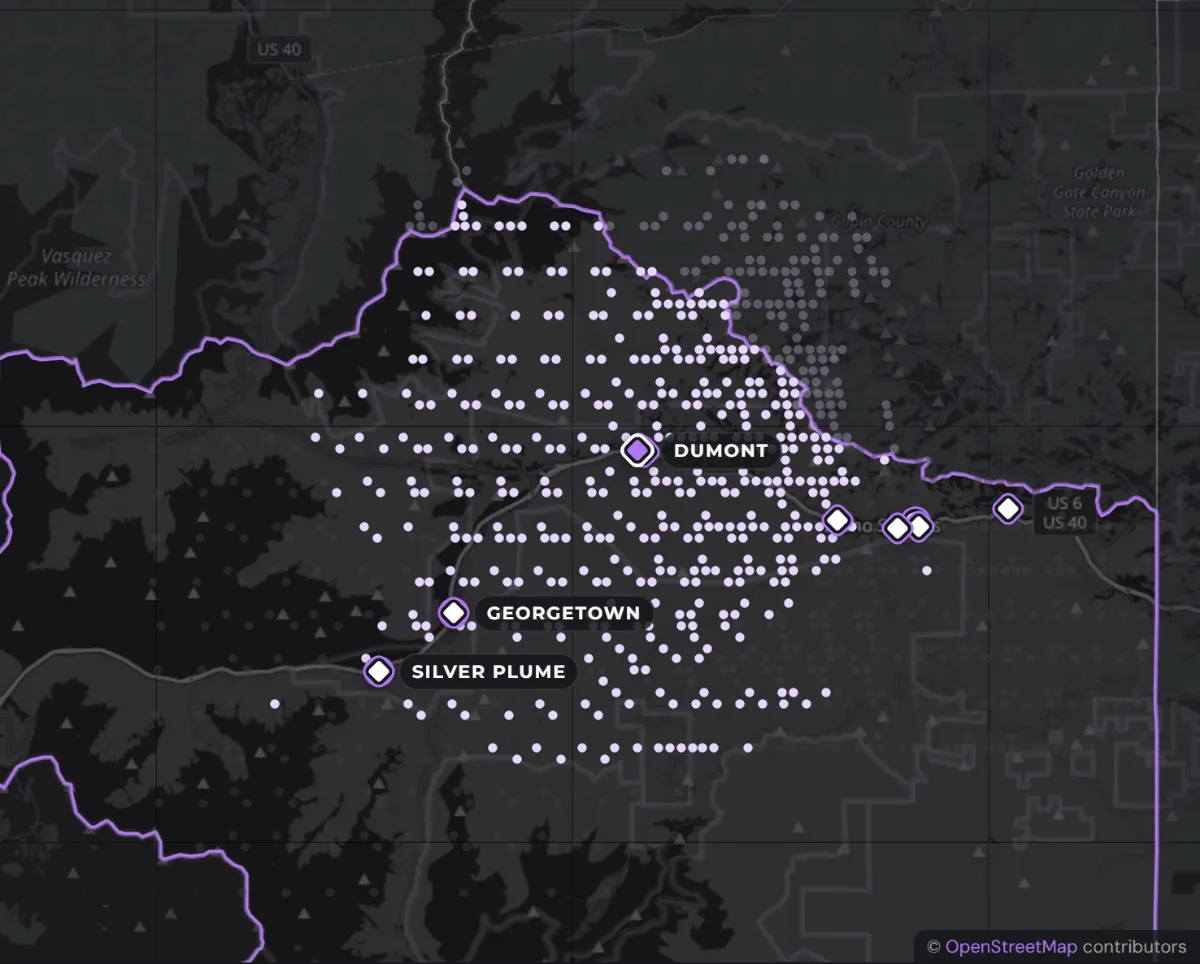 US 40
Golden
Gate Canyon
State Park
Gilpin County
Vasquez
Peak Wilderness
DUMONT
US 6
US 40
GEORGETOWN
SILVER PLUME
© OpenStreetMap contributors